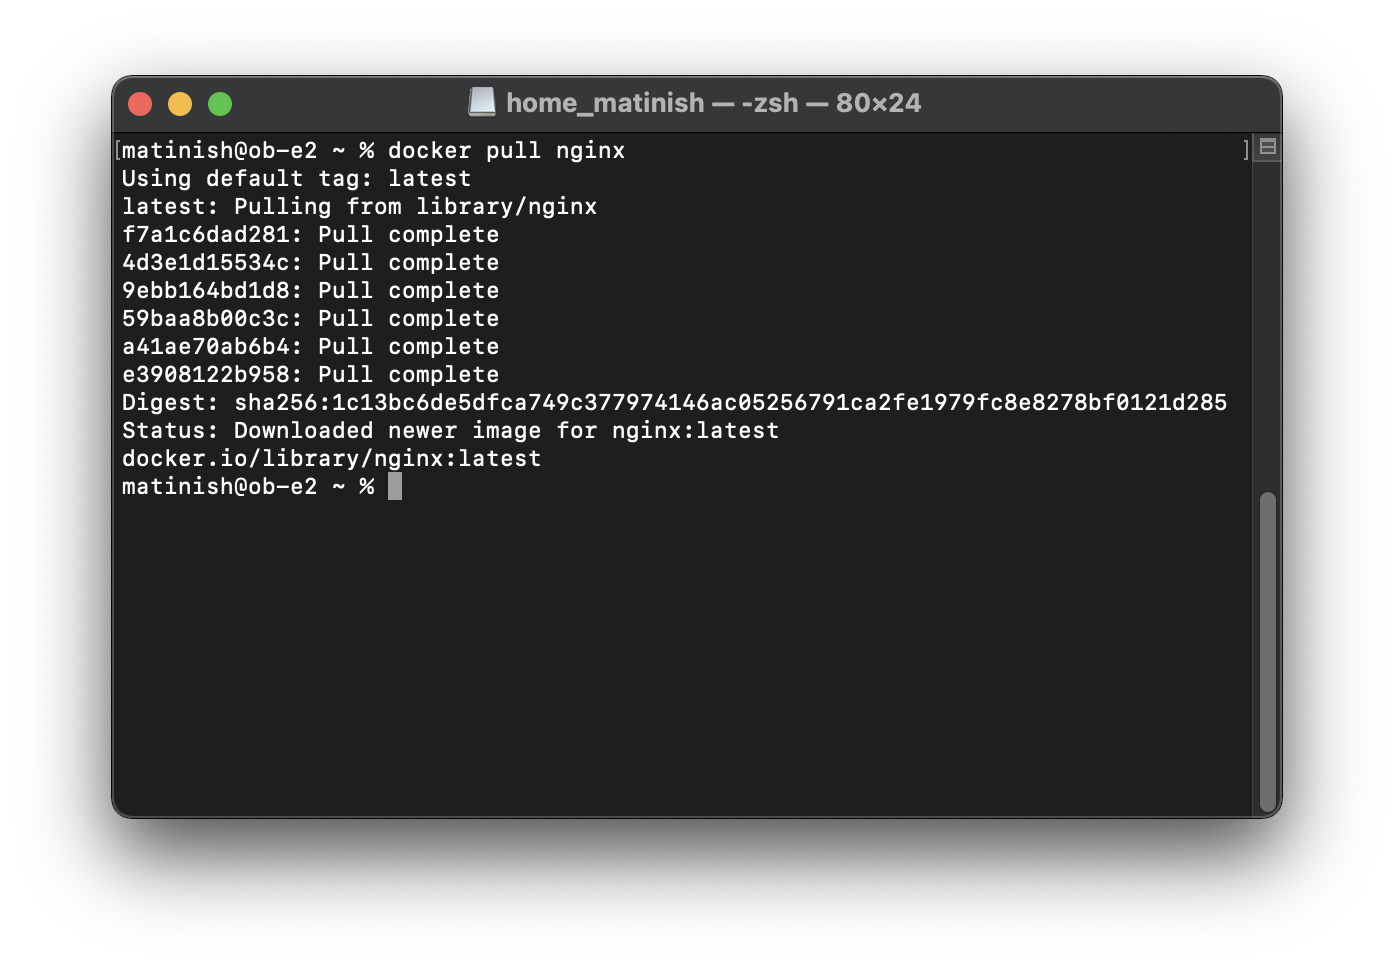 home_matinish — -zsh — 80×24
[matinish@ob-e2 ~ % docker pull nginx ]
Using default tag: latest
latest: Pulling from library/nginx
f7a1c6dad281: Pull complete
4d3e1d15534c: Pull complete
9ebb164bd1d8: Pull complete
59baa8b00c3c: Pull complete
a41ae70ab6b4: Pull complete
e3908122b958: Pull complete
Digest: sha256:1c13bc6de5dfca749c377974146ac05256791ca2fe1979fc8e8278bf0121d285
Status: Downloaded newer image for nginx:latest
docker.io/library/nginx:latest
matinish@ob-e2 ~ %